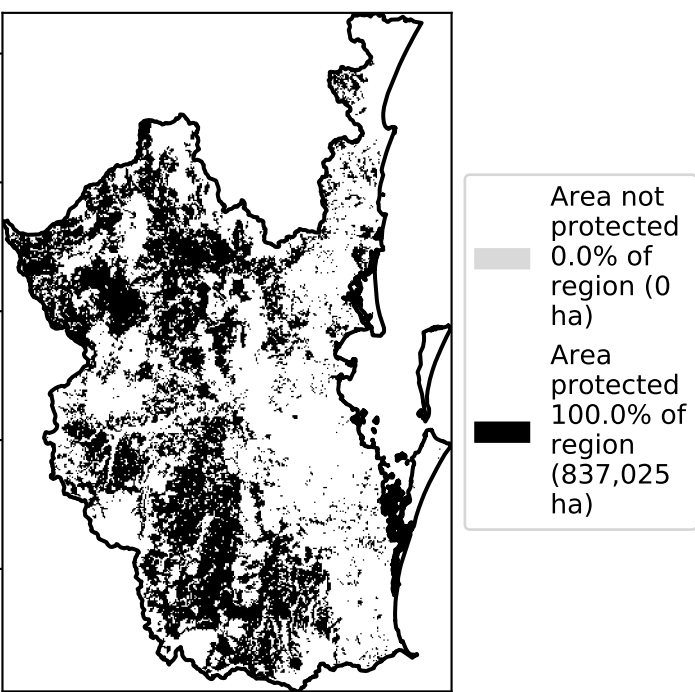 Area not
protected
0.0% of
region (0
ha)
Area
protected
100.0% of
region
(837,025
ha)